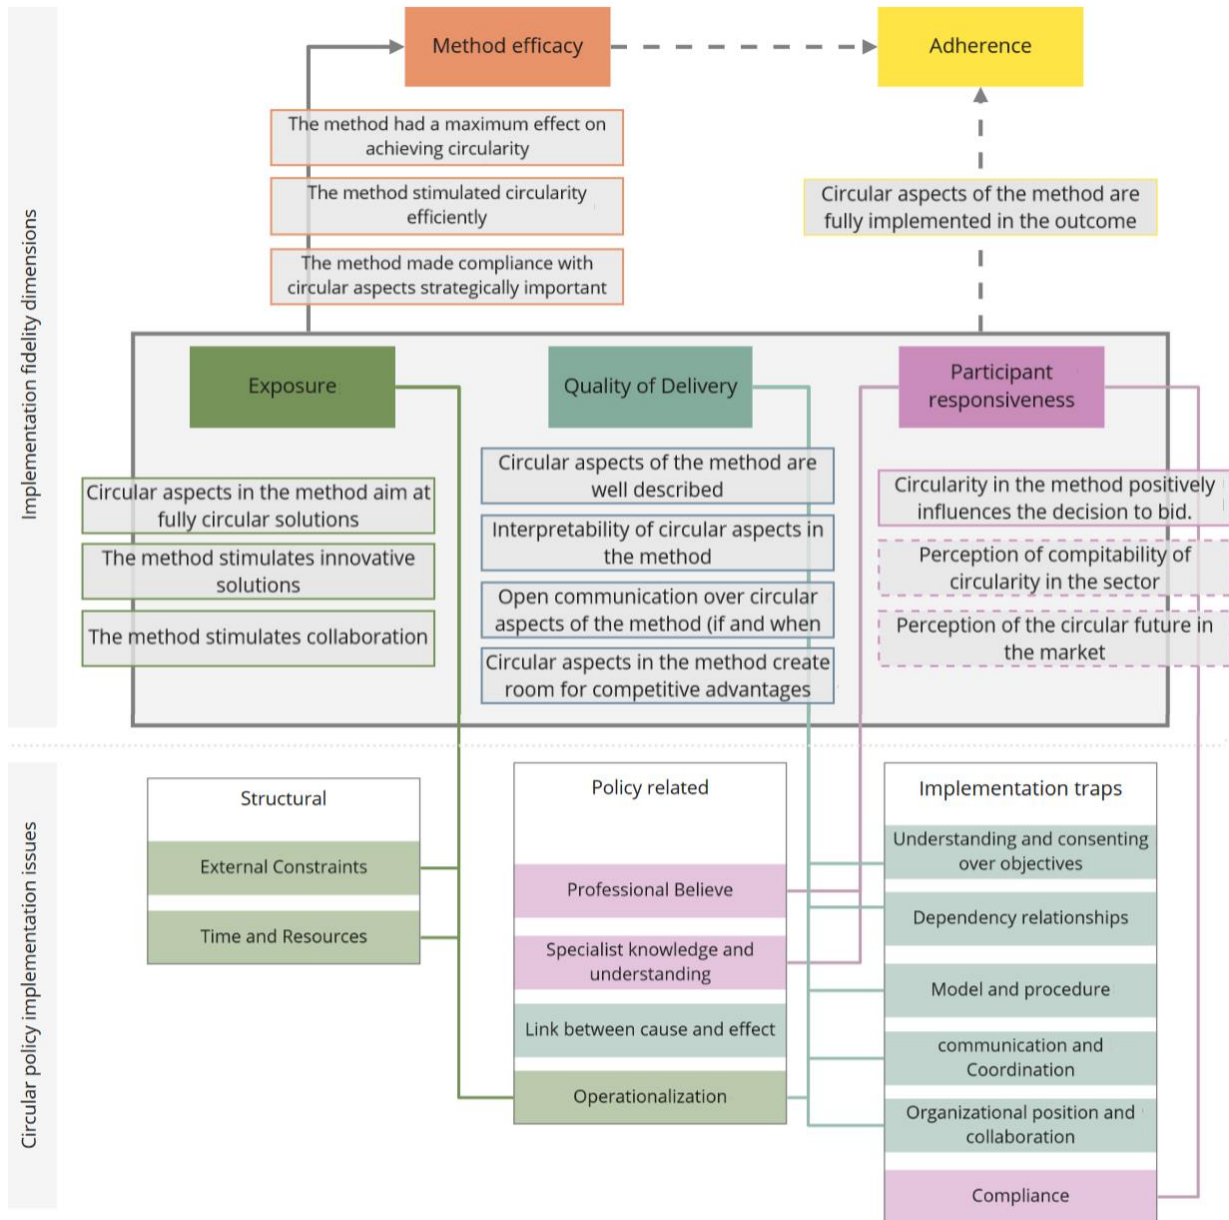 Implementation fidelity dimensions
Method efficacy
Adherence
The method had a maximum effect on
achieving circularity
The method stimulated circularity
efficiently
The method made compliance with
circular aspects strategically important
Circular aspects of the method are
fully implemented in the outcome
Exposure
Quality of Delivery
Participant
responsiveness
Circular aspects in the method aim at
fully circular solutions
The method stimulates innovative
solutions
The method stimulates collaboration
Circular aspects of the method are
well described
Interpretability of circular aspects in
the method
Open communication over circular
aspects of the method (if and when
Circular aspects in the method create
room for competitive advantages
Circularity in the method positively
influences the decision to bid.
Perception of compitability of
circularity in the sector
Perception of the circular future in
the market
Circular policy implementation issues
Structural
External Constraints
Time and Resources
Policy related
Professional Believe
Specialist knowledge and
understanding
Link between cause and effect
Operationalization
Implementation traps
Understanding and consenting
over objectives
Dependency relationships
Model and procedure
communication and
Coordination
Organizational position and
collaboration
Compliance